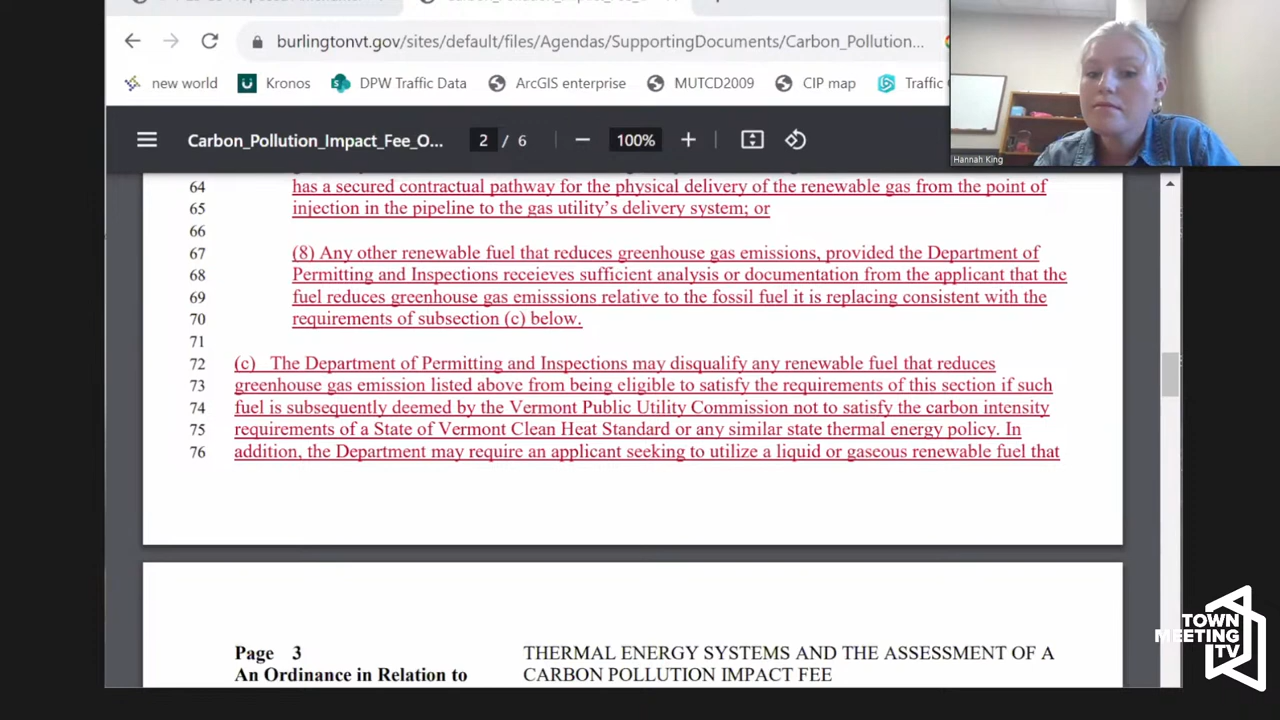 burlingtonvt.gov/sites/default/files/Agendas/SupportingDocuments/Carbon_Pollution...
new world Kronos DPW Traffic Data ArcGIS enterprise MUTCD2009 CIP map Traffic
Hannah King
Carbon_Pollution_Impact_Fee_O... 2 / 6 100%
64 has a secured contractual pathway for the physical delivery of the renewable gas from the point of
65 injection in the pipeline to the gas utility's delivery system; or
66
67 (8) Any other renewable fuel that reduces greenhouse gas emissions, provided the Department of
68 Permitting and Inspections receieves sufficient analysis or documentation from the applicant that the
69 fuel reduces greenhouse gas emisssions relative to the fossil fuel it is replacing consistent with the
70 requirements of subsection (c) below.
71
72 (c) The Department of Permitting and Inspections may disqualify any renewable fuel that reduces
73 greenhouse gas emission listed above from being eligible to satisfy the requirements of this section if such
74 fuel is subsequently deemed by the Vermont Public Utility Commission not to satisfy the carbon intensity
75 requirements of a State of Vermont Clean Heat Standard or any similar state thermal energy policy. In
76 addition, the Department may require an applicant seeking to utilize a liquid or gaseous renewable fuel that
Page 3 THERMAL ENERGY SYSTEMS AND THE ASSESSMENT OF A
An Ordinance in Relation to CARBON POLLUTION IMPACT FEE
TOWN
MEETING
TV